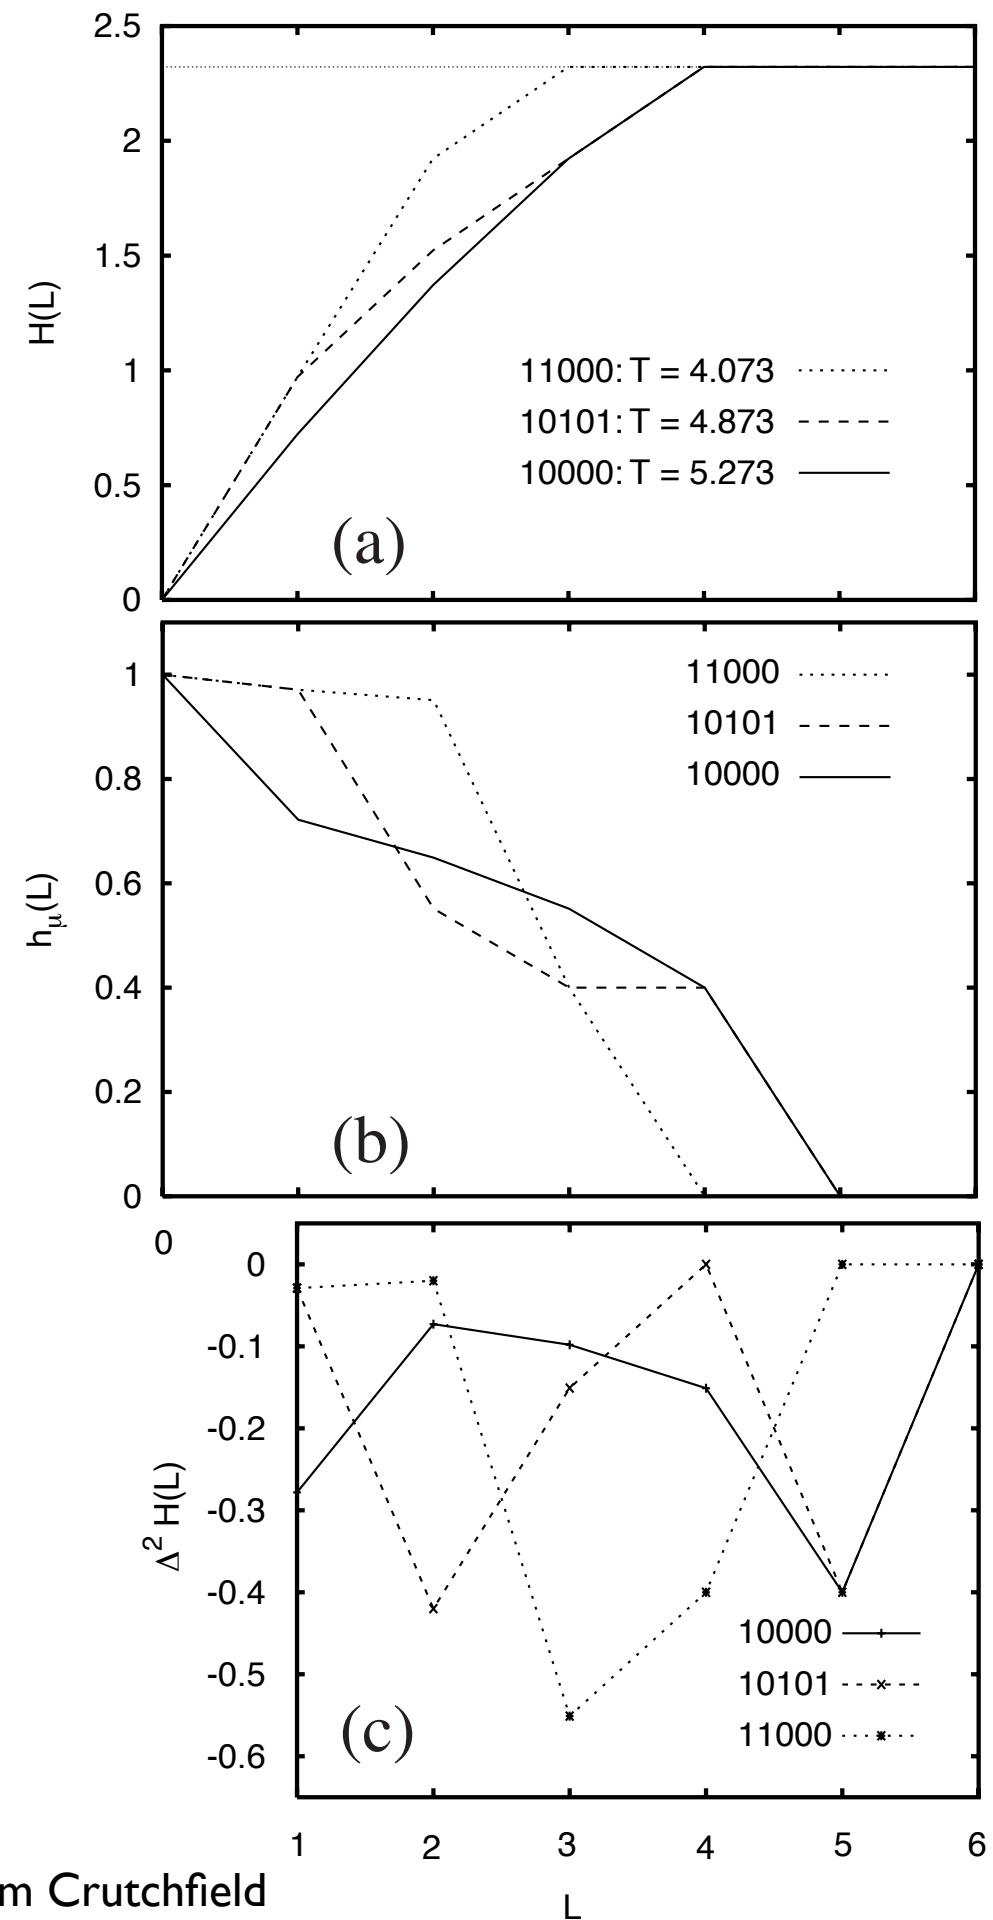 2.5
2
1.5
1
0.5
0
H(L)
11000: T = 4.073
10101: T = 4.873
10000: T = 5.273
(a)
1
0.8
0.6
0.4
0.2
0
hμ(L)
11000
10101
10000
(b)
0
0
-0.1
-0.2
-0.3
-0.4
-0.5
-0.6
Δ² H(L)
10000
10101
11000
(c)
1 2 3 4 5 6
L
m Crutchfield